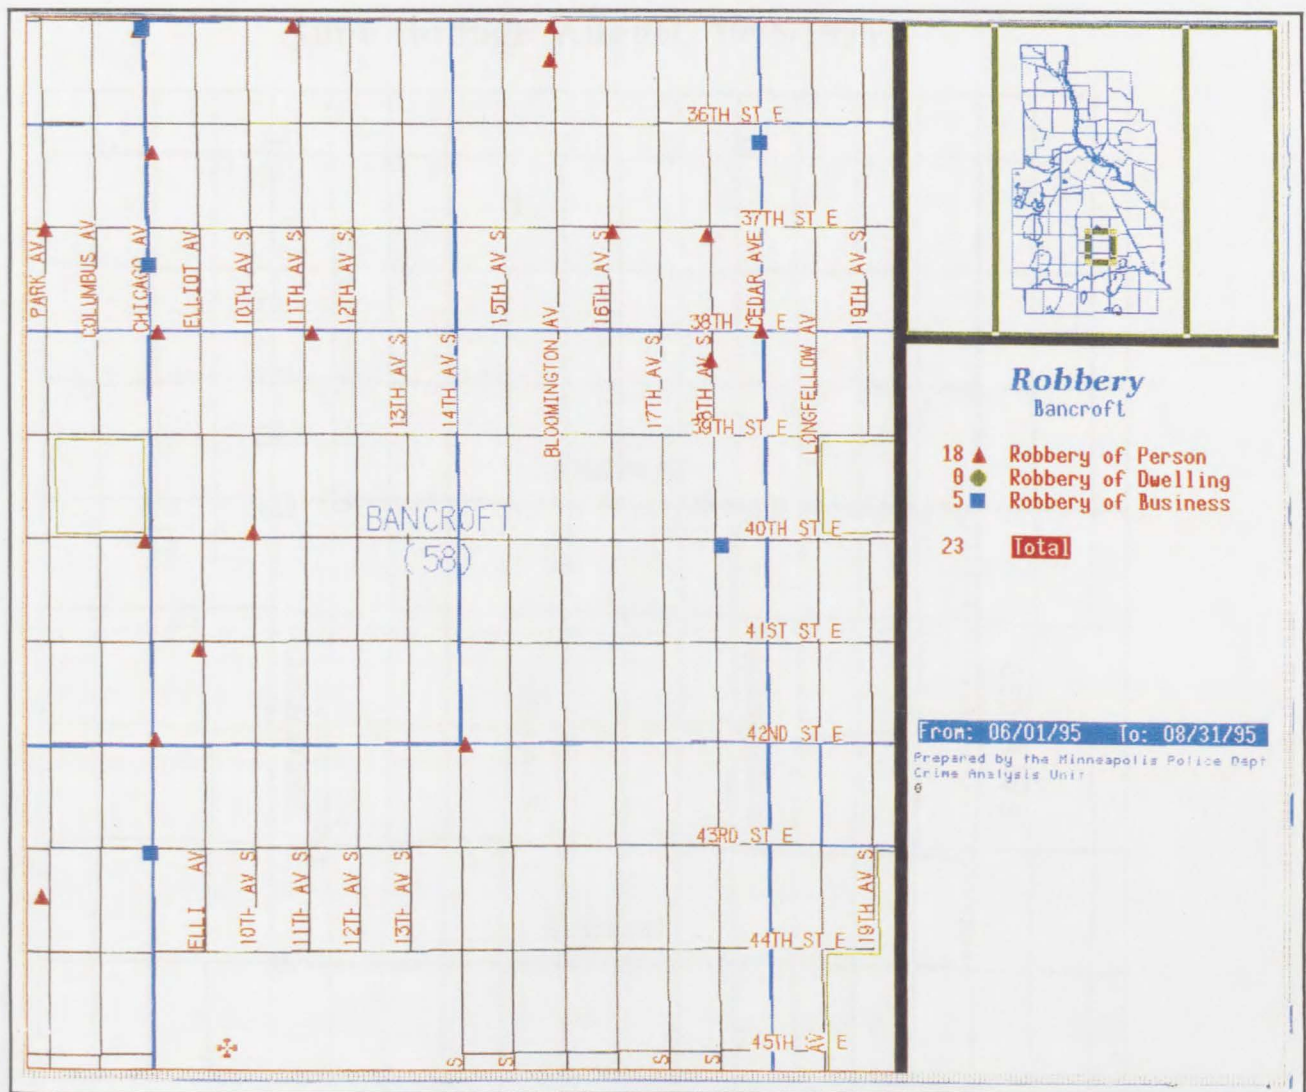 36TH ST E
37TH ST E
PARK AV
COLUMBUS AV
CHICAGO AV
ELLIOT AV
10TH AV S
11TH AV S
12TH AV S
15TH AV S
16TH AV S
CEDAR AVE
19TH AV S
38TH ST E
13TH AV S
14TH AV S
BLOOMINGTON AV
17TH AV S
18TH AV S
LONGFELLOW AV
39TH ST E
BANCROFT
(58)
40TH ST E
41ST ST E
42ND ST E
43RD ST E
ELLI AV
10TH AV S
11TH AV S
12TH AV S
13TH AV S
19TH AV S
44TH ST E
45TH AV E
S
S
S
S
Robbery
Bancroft
18 Robbery of Person
0 Robbery of Dwelling
5 Robbery of Business
23 Total
From: 06/01/95 To: 08/31/95
Prepared by the Minneapolis Police Dept
Crime Analysis Unit
0